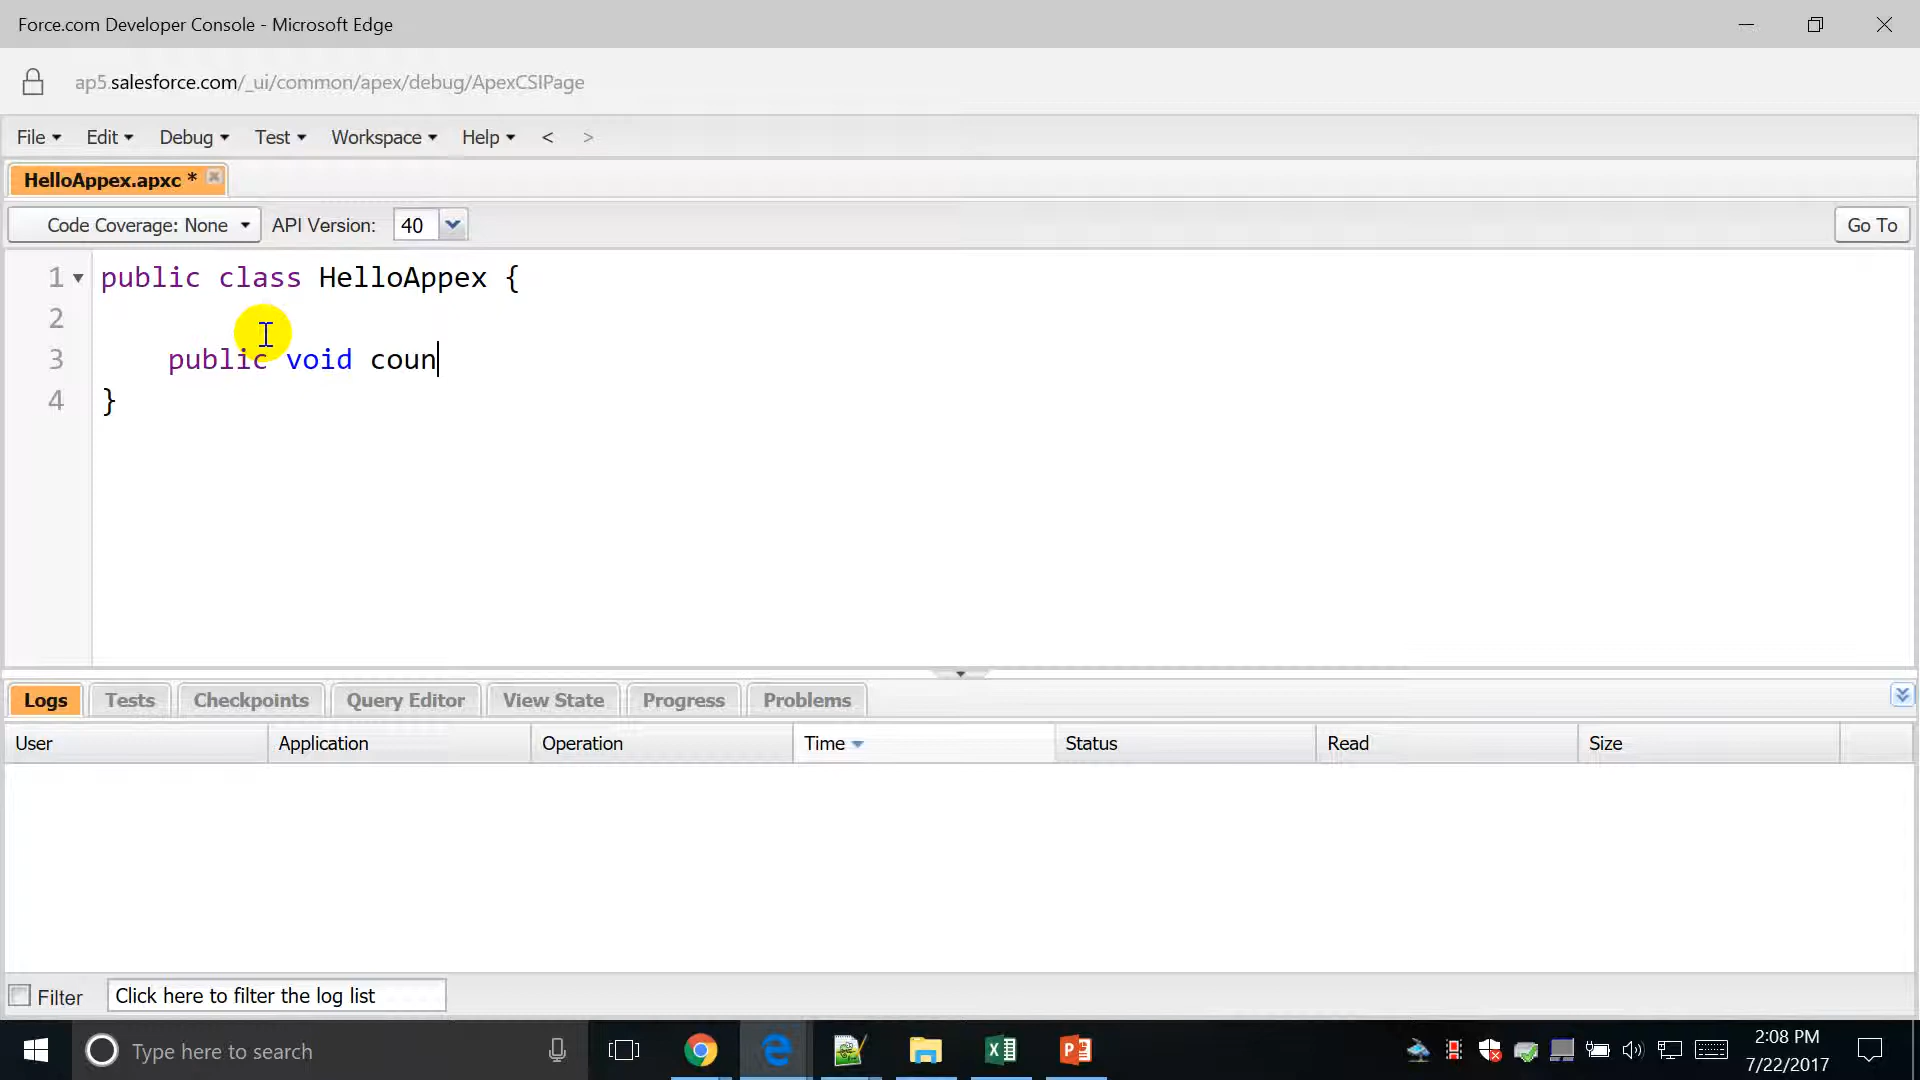 Force.com Developer Console - Microsoft Edge
ap5.salesforce.com/_ui/common/apex/debug/ApexCSIPage
File Edit Debug Test Workspace Help < >
HelloAppex.apxc *
Code Coverage: None API Version: 40 Go To
1 public class HelloAppex {
2
3 public void coun
4 }
Logs Tests Checkpoints Query Editor View State Progress Problems
User Application Operation Time Status Read Size
Filter Click here to filter the log list
Type here to search
2:08 PM
7/22/2017